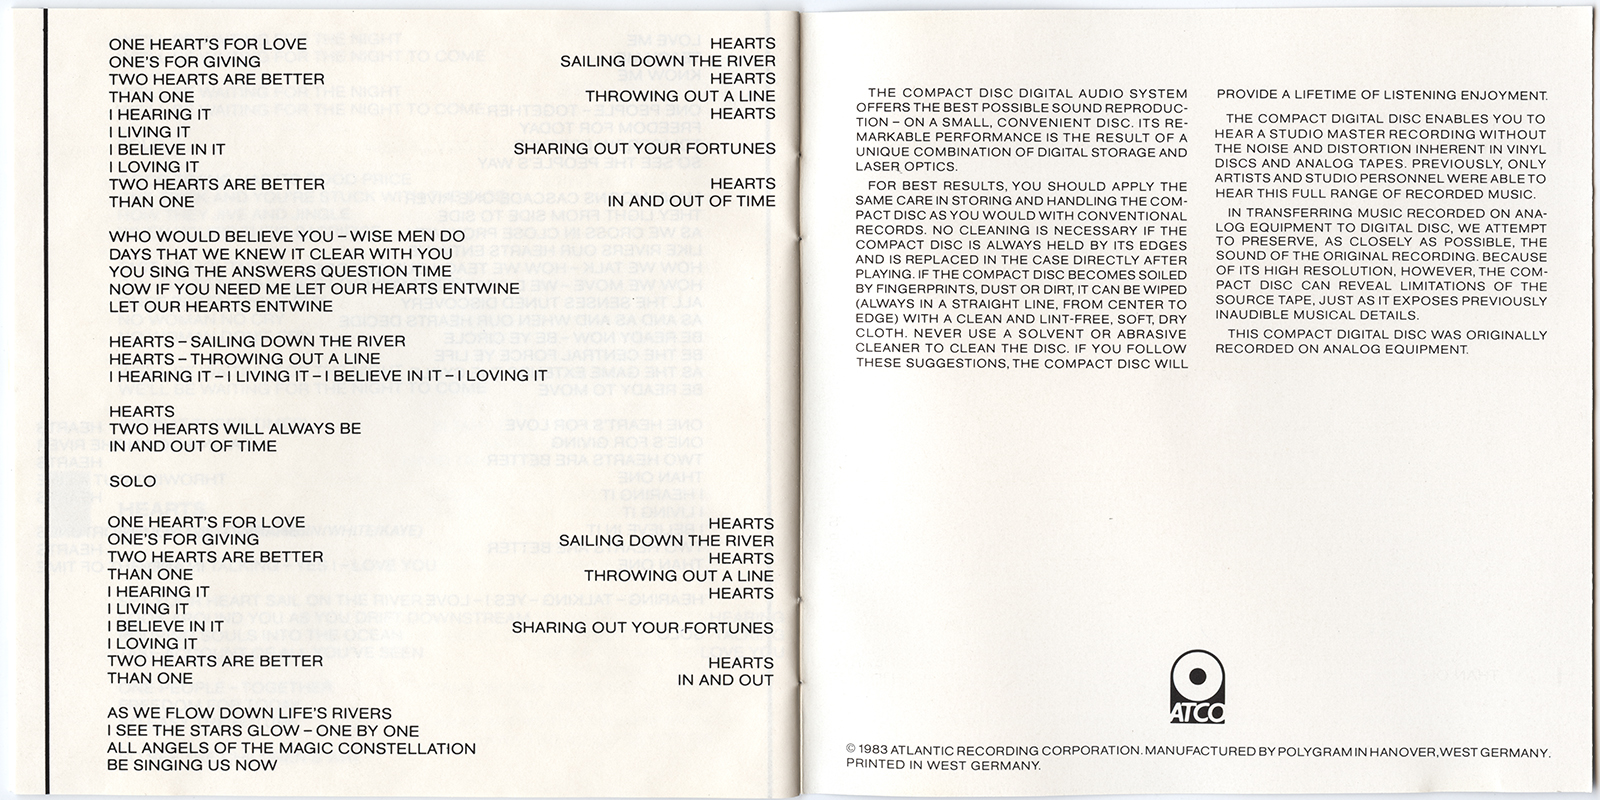 ONE HEART'S FOR LOVE
ONE'S FOR GIVING
TWO HEARTS ARE BETTER
THAN ONE
I HEARING IT
I LIVING IT
I BELIEVE IN IT
I LOVING IT
TWO HEARTS ARE BETTER
THAN ONE
HEARTS
SAILING DOWN THE RIVER
HEARTS
THROWING OUT A LINE
HEARTS
SHARING OUT YOUR FORTUNES
HEARTS
IN AND OUT OF TIME
WHO WOULD BELIEVE YOU – WISE MEN DO
DAYS THAT WE KNEW IT CLEAR WITH YOU
YOU SING THE ANSWERS QUESTION TIME
NOW IF YOU NEED ME LET OUR HEARTS ENTWINE
LET OUR HEARTS ENTWINE
HEARTS – SAILING DOWN THE RIVER
HEARTS – THROWING OUT A LINE
I HEARING IT – I LIVING IT – I BELIEVE IN IT – I LOVING IT
HEARTS
TWO HEARTS WILL ALWAYS BE
IN AND OUT OF TIME
SOLO
ONE HEART'S FOR LOVE
ONE'S FOR GIVING
TWO HEARTS ARE BETTER
THAN ONE
I HEARING IT
I LIVING IT
I BELIEVE IN IT
I LOVING IT
TWO HEARTS ARE BETTER
THAN ONE
HEARTS
SAILING DOWN THE RIVER
HEARTS
THROWING OUT A LINE
HEARTS
SHARING OUT YOUR FORTUNES
HEARTS
IN AND OUT
AS WE FLOW DOWN LIFE'S RIVERS
I SEE THE STARS GLOW – ONE BY ONE
ALL ANGELS OF THE MAGIC CONSTELLATION
BE SINGING US NOW
THE COMPACT DISC DIGITAL AUDIO SYSTEM
OFFERS THE BEST POSSIBLE SOUND REPRODUC-
TION – ON A SMALL, CONVENIENT DISC. ITS RE-
MARKABLE PERFORMANCE IS THE RESULT OF A
UNIQUE COMBINATION OF DIGITAL STORAGE AND
LASER OPTICS.
FOR BEST RESULTS, YOU SHOULD APPLY THE
SAME CARE IN STORING AND HANDLING THE COM-
PACT DISC AS YOU WOULD WITH CONVENTIONAL
RECORDS. NO CLEANING IS NECESSARY IF THE
COMPACT DISC IS ALWAYS HELD BY ITS EDGES
AND IS REPLACED IN THE CASE DIRECTLY AFTER
PLAYING. IF THE COMPACT DISC BECOMES SOILED
BY FINGERPRINTS, DUST OR DIRT, IT CAN BE WIPED
(ALWAYS IN A STRAIGHT LINE, FROM CENTER TO
EDGE) WITH A CLEAN AND LINT-FREE, SOFT, DRY
CLOTH. NEVER USE A SOLVENT OR ABRASIVE
CLEANER TO CLEAN THE DISC. IF YOU FOLLOW
THESE SUGGESTIONS, THE COMPACT DISC WILL
PROVIDE A LIFETIME OF LISTENING ENJOYMENT.
THE COMPACT DIGITAL DISC ENABLES YOU TO
HEAR A STUDIO MASTER RECORDING WITHOUT
THE NOISE AND DISTORTION INHERENT IN VINYL
DISCS AND ANALOG TAPES. PREVIOUSLY, ONLY
ARTISTS AND STUDIO PERSONNEL WERE ABLE TO
HEAR THIS FULL RANGE OF RECORDED MUSIC.
IN TRANSFERRING MUSIC RECORDED ON ANA-
LOG EQUIPMENT TO DIGITAL DISC, WE ATTEMPT
TO PRESERVE, AS CLOSELY AS POSSIBLE, THE
SOUND OF THE ORIGINAL RECORDING. BECAUSE
OF ITS HIGH RESOLUTION, HOWEVER, THE COM-
PACT DISC CAN REVEAL LIMITATIONS OF THE
SOURCE TAPE, JUST AS IT EXPOSES PREVIOUSLY
INAUDIBLE MUSICAL DETAILS.
THIS COMPACT DIGITAL DISC WAS ORIGINALLY
RECORDED ON ANALOG EQUIPMENT.
ATCO
© 1983 ATLANTIC RECORDING CORPORATION. MANUFACTURED BY POLYGRAM IN HANOVER, WEST GERMANY.
PRINTED IN WEST GERMANY.